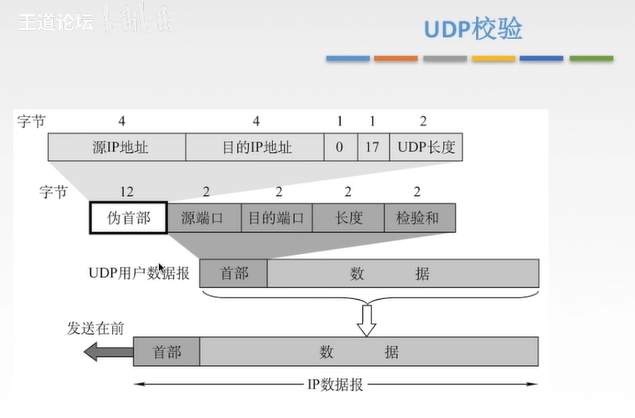 王道论坛
UDP校验
字节 4 4 1 1 2
源IP地址 目的IP地址 0 17 UDP长度
字节 12 2 2 2 2
伪首部 源端口 目的端口 长度 检验和
UDP用户数据报 首部 数 据
发送在前
首部 数 据
IP数据报